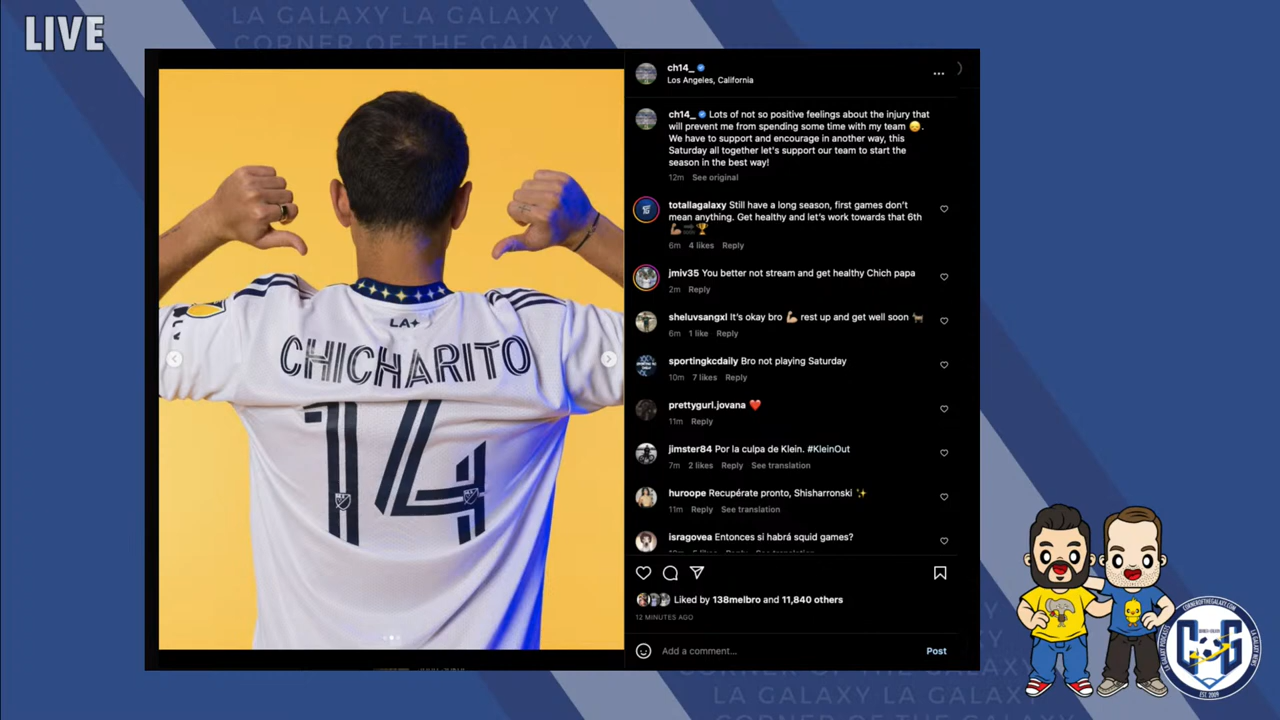 LIVE
LA GALAXY LA GALAXY
CORNER OF THE GALAXY
LA
CHICHARITO
14
ch14_
Los Angeles, California
ch14_ Lots of not so positive feelings about the injury that
will prevent me from spending some time with my team 😢.
We have to support and encourage in another way, this
Saturday all together let's support our team to start the
season in the best way!
12m See original
totallagalaxy Still have a long season, first games don't
mean anything. Get healthy and let's work towards that 6th
💪🏽🔜🏆
6m 4 likes Reply
jmiv35 You better not stream and get healthy Chich papa
2m Reply
sheluvsangxl It's okay bro 💪🏽 rest up and get well soon 🐐
6m 1 like Reply
sportingkcdaily Bro not playing Saturday
10m 7 likes Reply
prettygurl.jovana ❤️
11m Reply
jimster84 Por la culpa de Klein. #KleinOut
7m 2 likes Reply See translation
huroope Recupérate pronto, Shisharronski ✨
11m Reply See translation
isragovea Entonces si habrá squid games?
Liked by 138melbro and 11,840 others
12 MINUTES AGO
Add a comment... Post
CORNEROFTHEGALAXY.COM
EST. 2009
LA GALAXY LA GALAXY
CORNER OF THE GALAXY